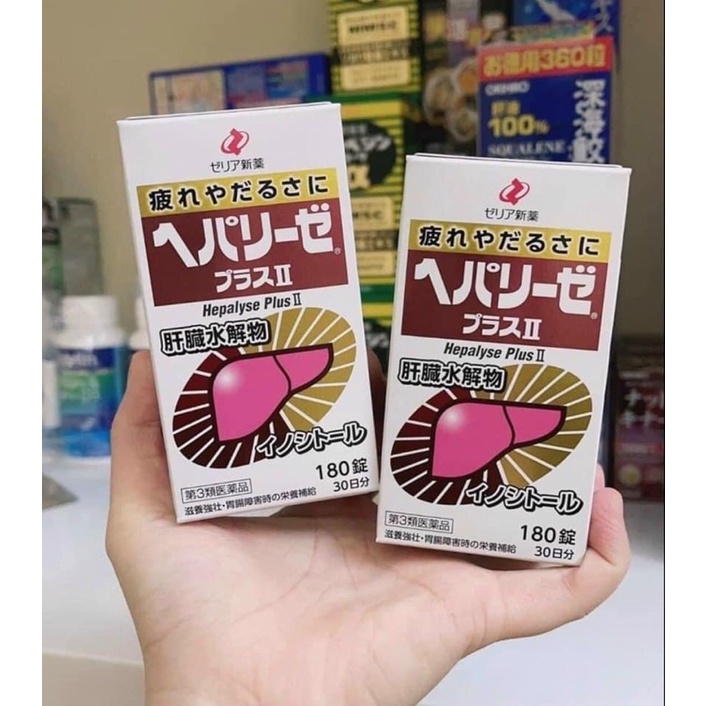 ゼリア新薬
疲れやだるさに
ヘパリーゼ®
プラスⅡ
Hepalyse PlusⅡ
肝臓水解物
イノシトール
180錠
30日分
第3類医薬品
滋養強壮・胃腸障害時の栄養補給
ゼリア新薬
疲れやだるさに
ヘパリーゼ®
プラスⅡ
Hepalyse PlusⅡ
肝臓水解物
イノシトール
180錠
30日分
第3類医薬品
滋養強壮・胃腸障害時の栄養補給
お徳用360粒
ORIHIRO
100%
SQUALENE
深海鮫